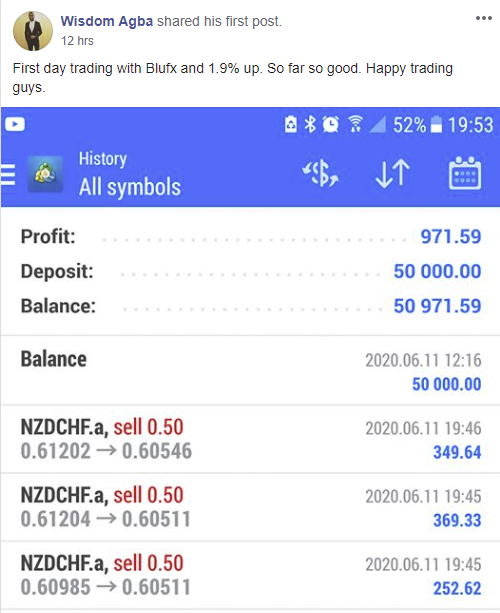 Wisdom Agba shared his first post.
12 hrs
First day trading with Blufx and 1.9% up. So far so good. Happy trading
guys.
52% 19:53
History
All symbols
Profit: 971.59
Deposit: 50 000.00
Balance: 50 971.59
Balance 2020.06.11 12:16
50 000.00
NZDCHF.a, sell 0.50 2020.06.11 19:46
0.61202 → 0.60546 349.64
NZDCHF.a, sell 0.50 2020.06.11 19:45
0.61204 → 0.60511 369.33
NZDCHF.a, sell 0.50 2020.06.11 19:45
0.60985 → 0.60511 252.62